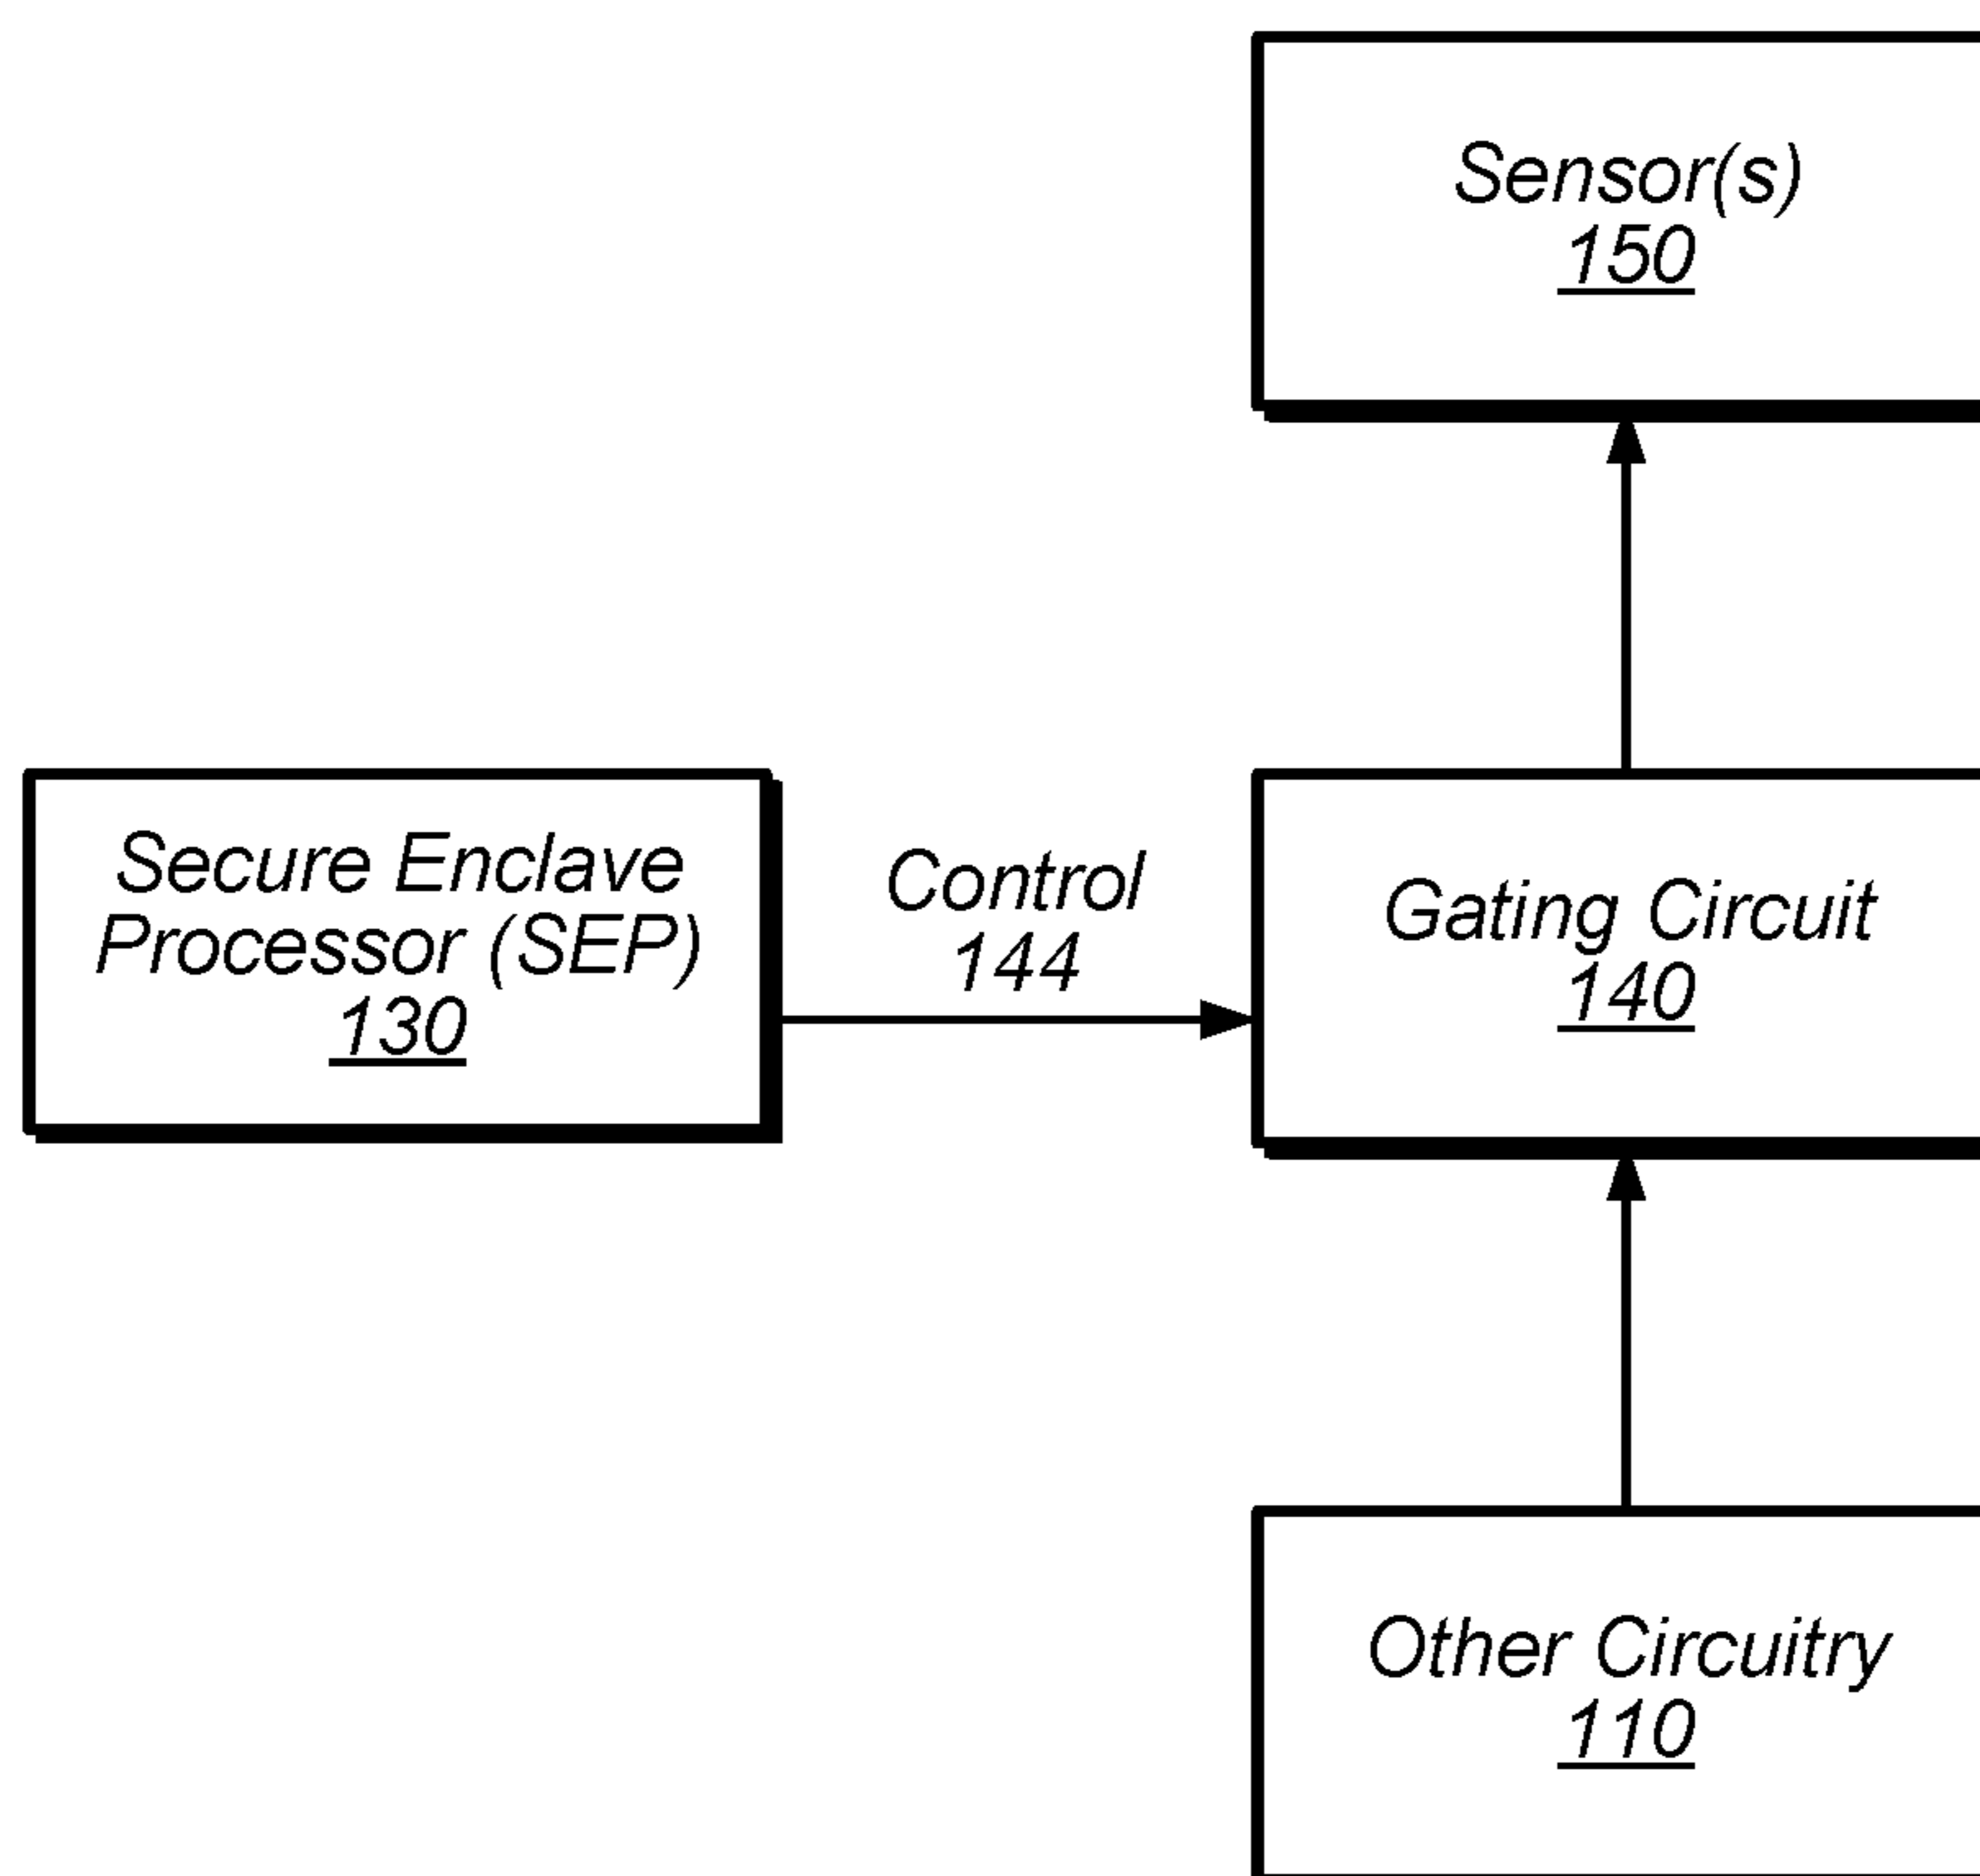 Sensor(s)
150
Secure Enclave
Processor (SEP)
130
Control
144
Gating Circuit
140
Other Circuitry
110